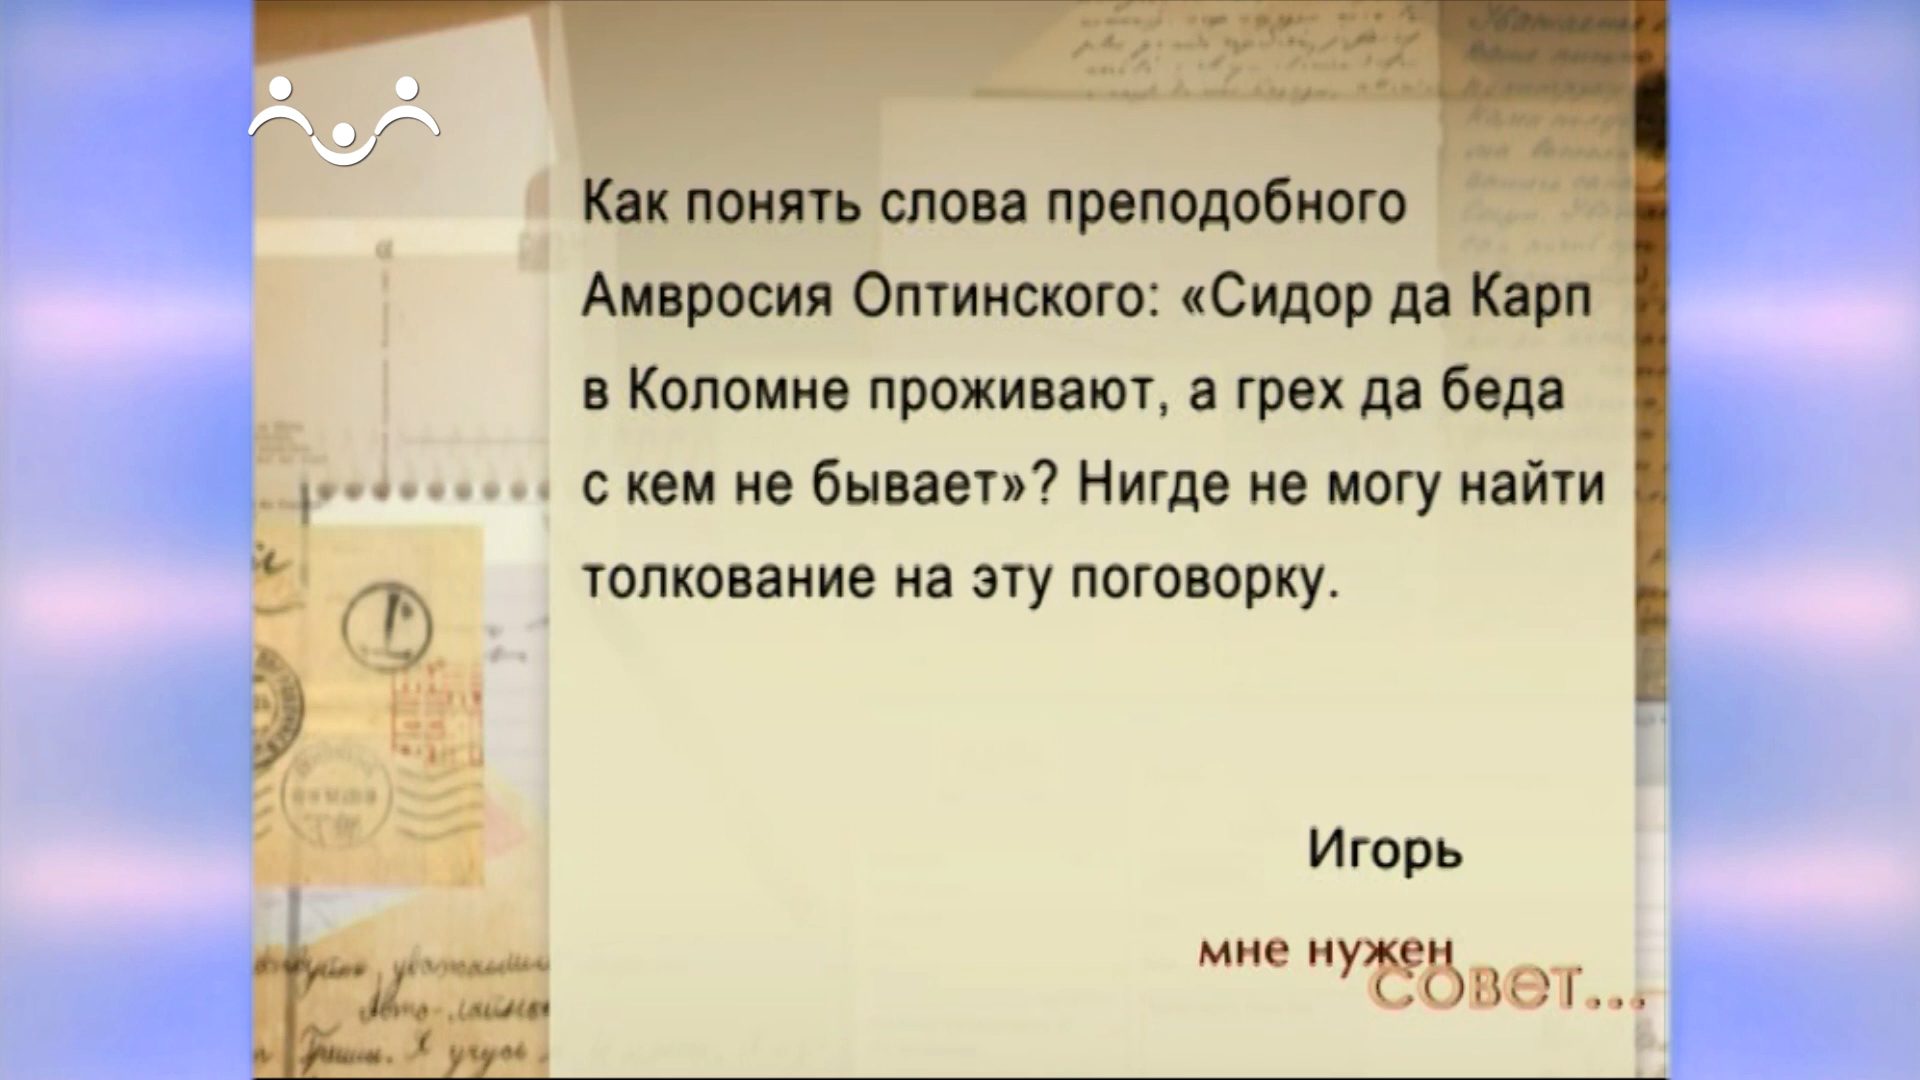 Как понять слова преподобного
Амвросия Оптинского: «Сидор да Карп
в Коломне проживают, а грех да беда
с кем не бывает»? Нигде не могу найти
толкование на эту поговорку.
Игорь
мне нужен
совет...